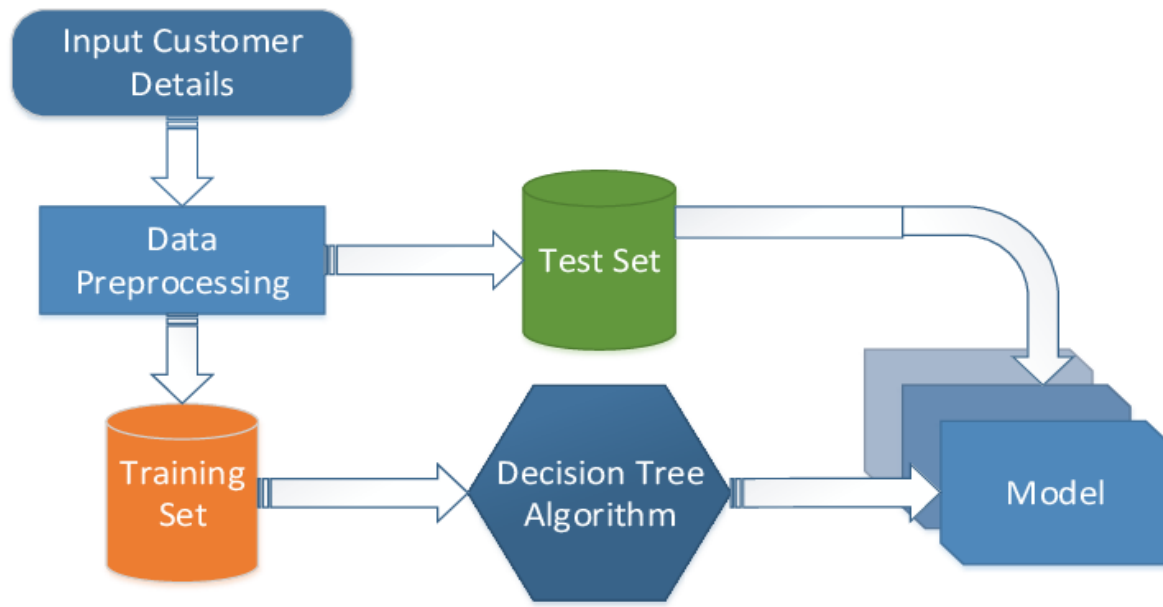 Input Customer
Details
Data
Preprocessing
Test Set
Training
Set
Decision Tree
Algorithm
Model